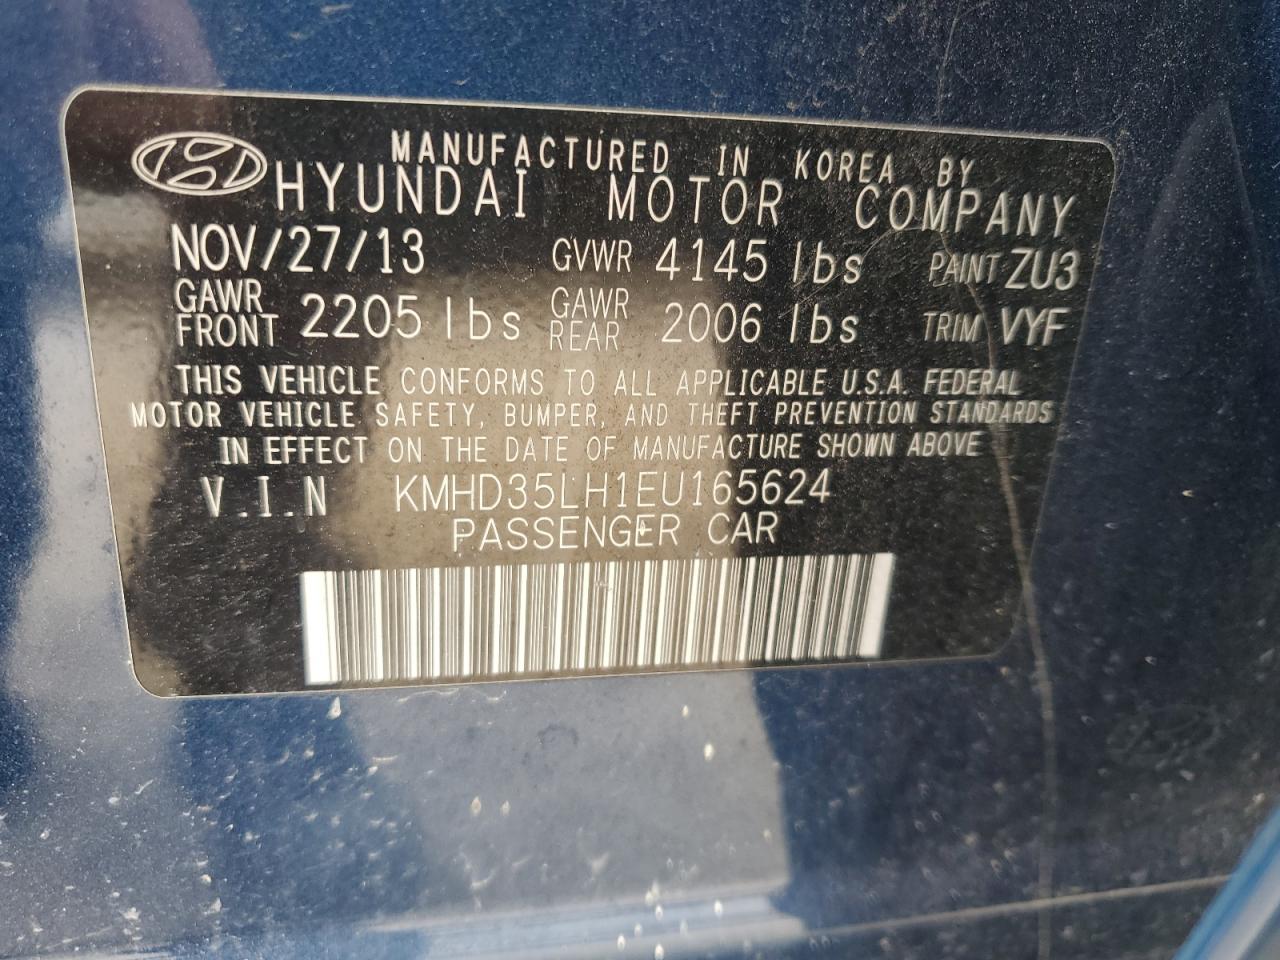 MANUFACTURED IN KOREA BY
HYUNDAI MOTOR COMPANY
NOV/27/13 GVWR 4145 lbs PAINT ZU3
GAWR FRONT 2205 lbs GAWR REAR 2006 lbs TRIM VYF
THIS VEHICLE CONFORMS TO ALL APPLICABLE U.S.A. FEDERAL
MOTOR VEHICLE SAFETY, BUMPER, AND THEFT PREVENTION STANDARDS
IN EFFECT ON THE DATE OF MANUFACTURE SHOWN ABOVE
V.I.N KMHD35LH1EU165624
PASSENGER CAR